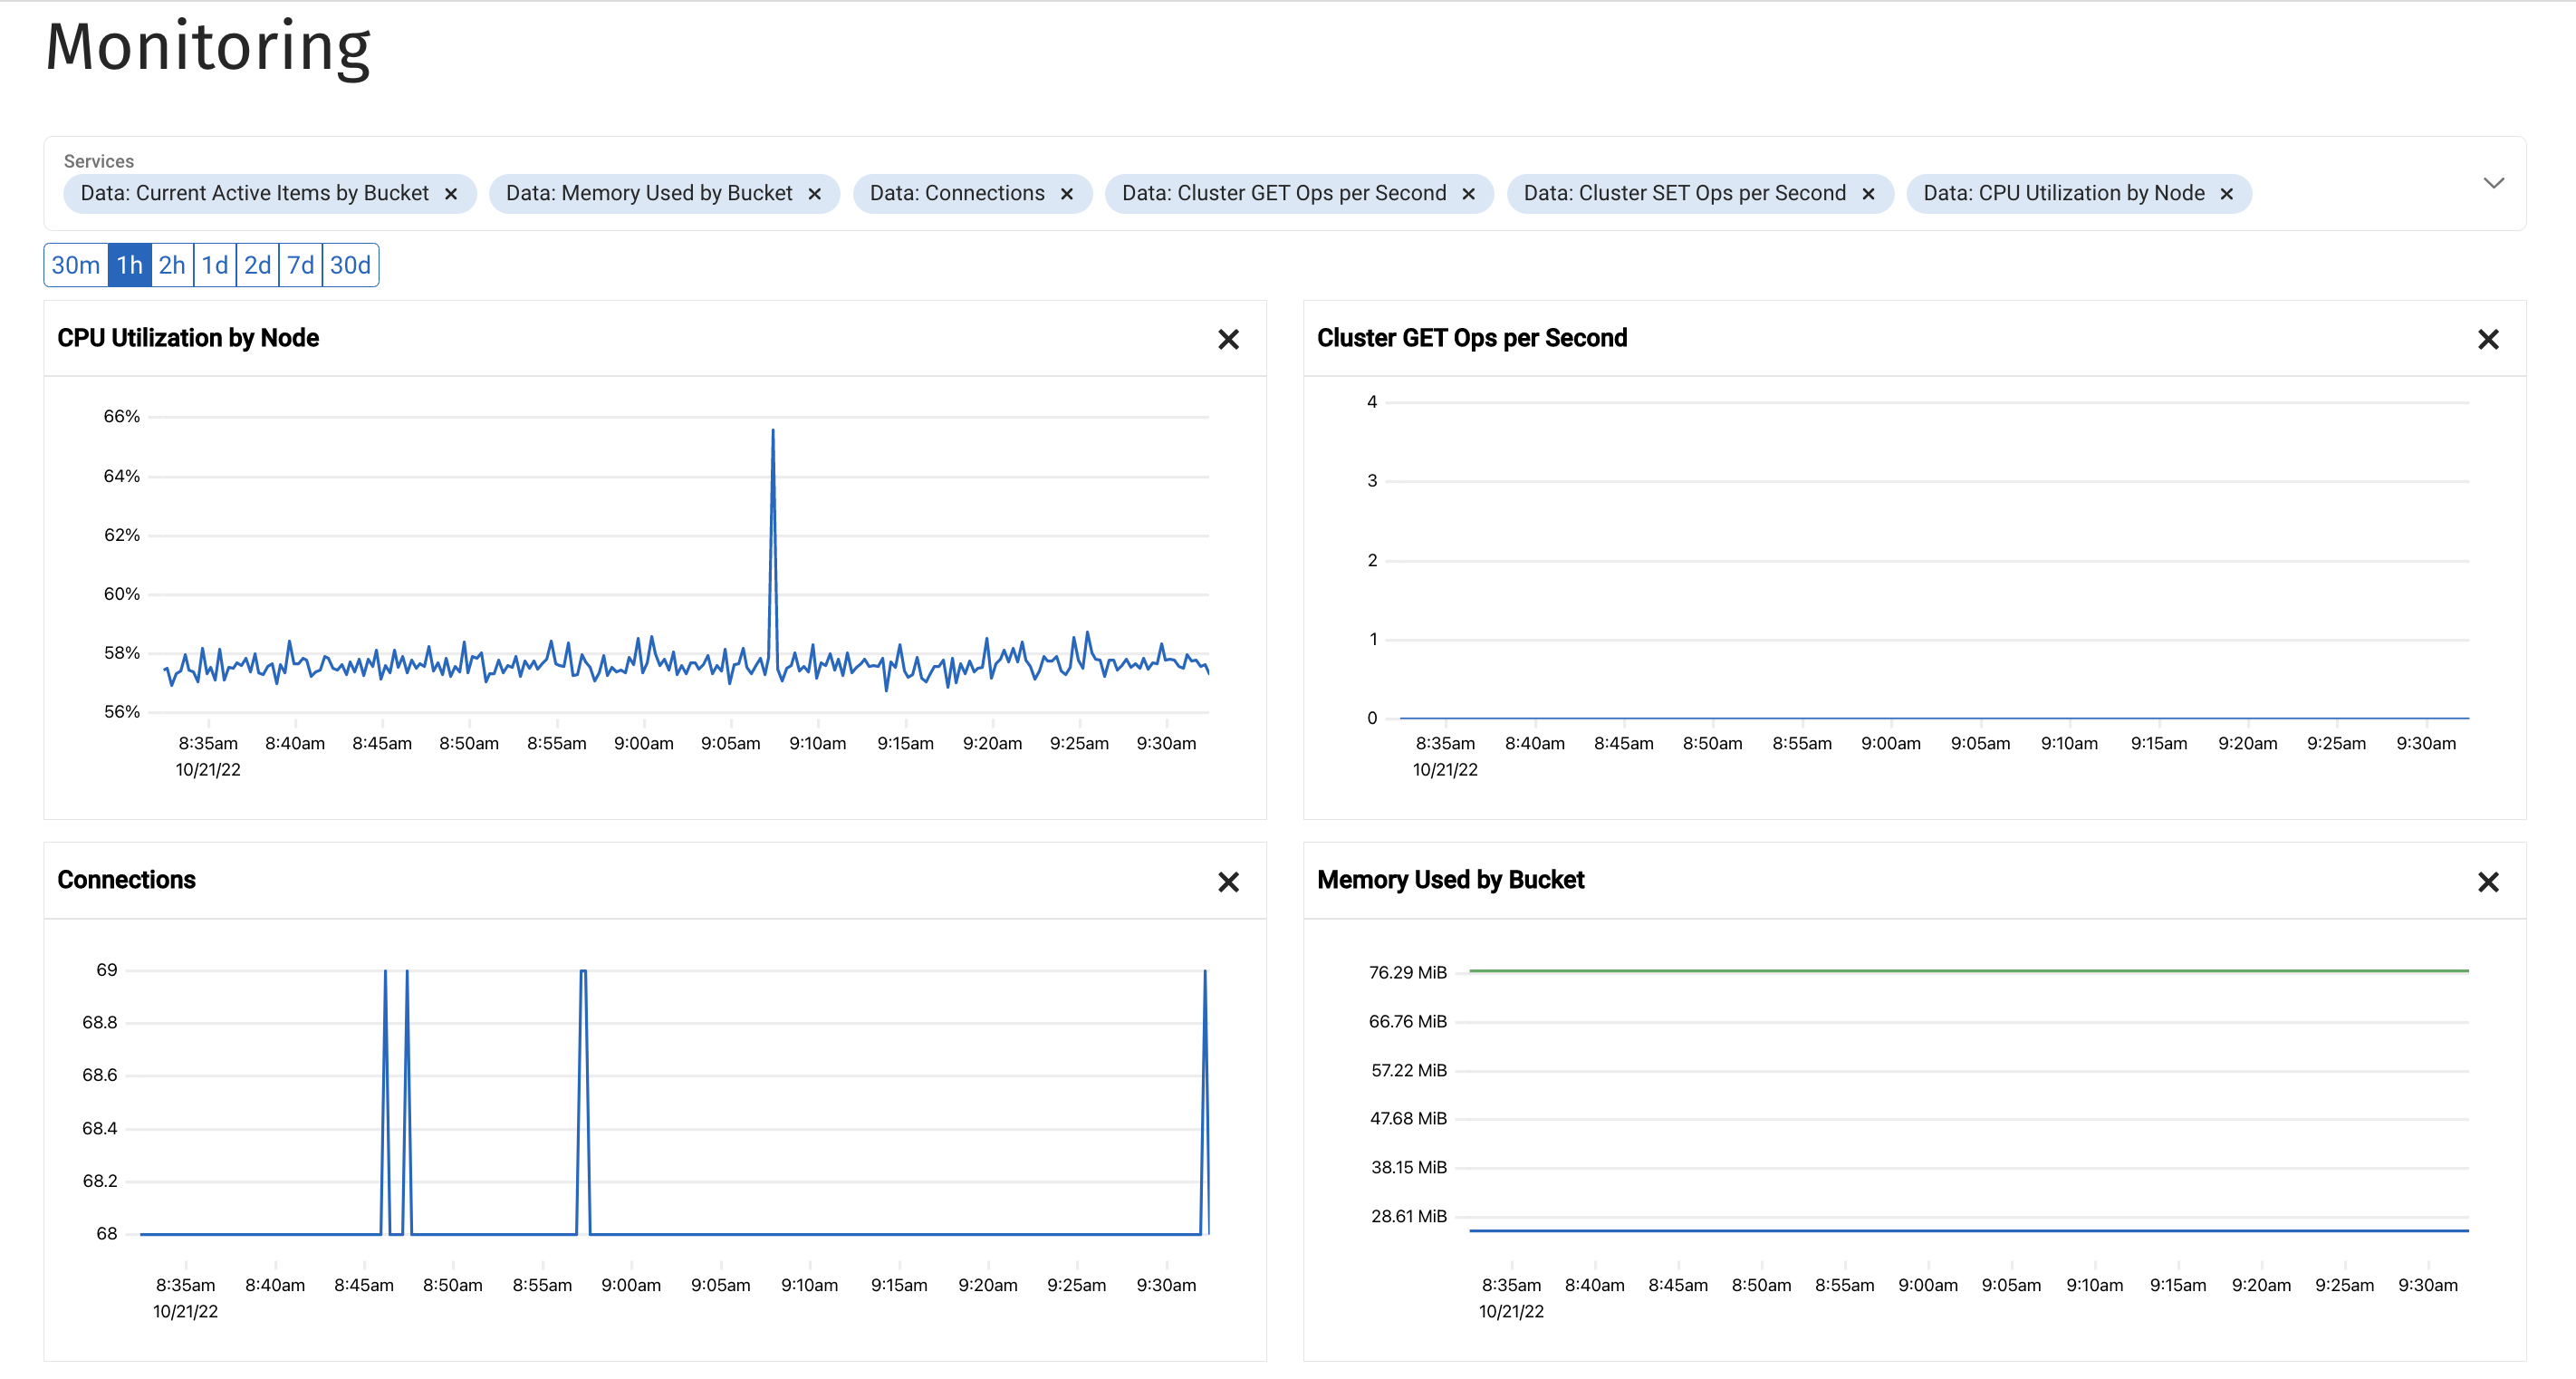 Monitoring
Services
Data: Current Active Items by Bucket
Data: Memory Used by Bucket
Data: Connections
Data: Cluster GET Ops per Second
Data: Cluster SET Ops per Second
Data: CPU Utilization by Node
30m 1h 2h 1d 2d 7d 30d
CPU Utilization by Node
66%
64%
62%
60%
58%
56%
8:35am 8:40am 8:45am 8:50am 8:55am 9:00am 9:05am 9:10am 9:15am 9:20am 9:25am 9:30am
10/21/22
Cluster GET Ops per Second
4
3
2
1
0
8:35am 8:40am 8:45am 8:50am 8:55am 9:00am 9:05am 9:10am 9:15am 9:20am 9:25am 9:30am
10/21/22
Connections
69
68.8
68.6
68.4
68.2
68
8:35am 8:40am 8:45am 8:50am 8:55am 9:00am 9:05am 9:10am 9:15am 9:20am 9:25am 9:30am
10/21/22
Memory Used by Bucket
76.29 MiB
66.76 MiB
57.22 MiB
47.68 MiB
38.15 MiB
28.61 MiB
8:35am 8:40am 8:45am 8:50am 8:55am 9:00am 9:05am 9:10am 9:15am 9:20am 9:25am 9:30am
10/21/22